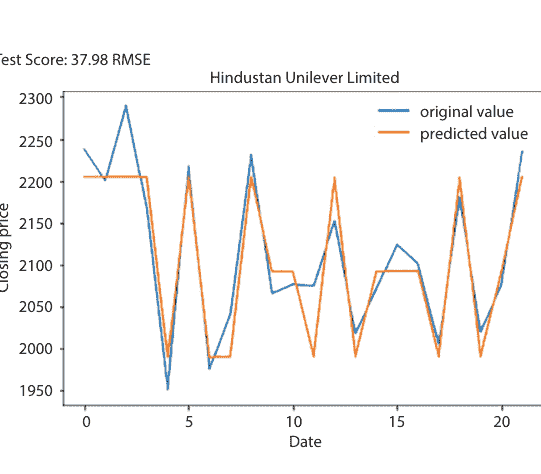 Test Score: 37.98 RMSE
Hindustan Unilever Limited
original value
predicted value
2300
2250
2200
2150
2100
2050
2000
1950
Closing price
0 5 10 15 20
Date